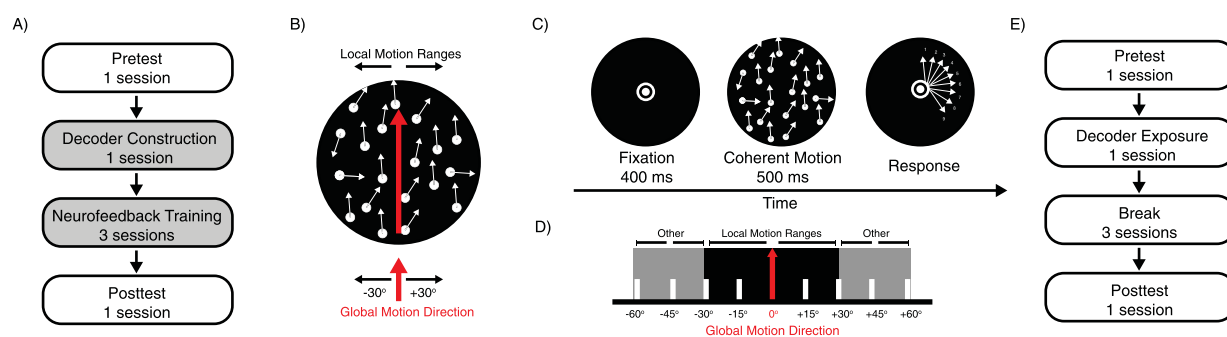 A)
Pretest
1 session
Decoder Construction
1 session
Neurofeedback Training
3 sessions
Posttest
1 session
B)
Local Motion Ranges
-30° +30°
Global Motion Direction
C)
Fixation
400 ms
Coherent Motion
500 ms
Response
Time
D)
Other Local Motion Ranges Other
-60° -45° -30° -15° 0° +15° +30° +45° +60°
Global Motion Direction
E)
Pretest
1 session
Decoder Exposure
1 session
Break
3 sessions
Posttest
1 session